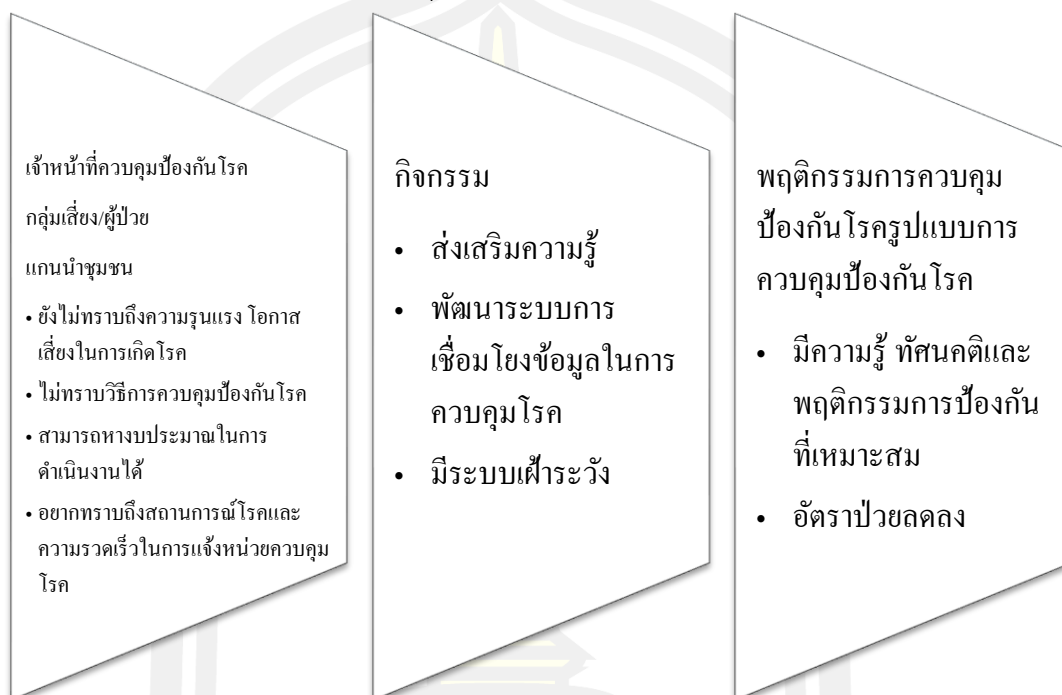 เจ้าหน้าที่ควบคุมป้องกันโรค
กลุ่มเสี่ยง/ผู้ป่วย
แกนนำชุมชน
• ยังไม่ทราบถึงความรุนแรง โอกาส
เสี่ยงในการเกิดโรค
• ไม่ทราบวิธีการควบคุมป้องกันโรค
• สามารถหางบประมาณในการ
ดำเนินงานได้
• อยากทราบถึงสถานการณ์โรคและ
ความรวดเร็วในการแจ้งหน่วยควบคุม
โรค
กิจกรรม
• ส่งเสริมความรู้
• พัฒนาระบบการ
เชื่อมโยงข้อมูลในการ
ควบคุมโรค
• มีระบบเฝ้าระวัง
พฤติกรรมการควบคุม
ป้องกันโรครูปแบบการ
ควบคุมป้องกันโรค
• มีความรู้ ทัศนคติและ
พฤติกรรมการป้องกัน
ที่เหมาะสม
• อัตราป่วยลดลง